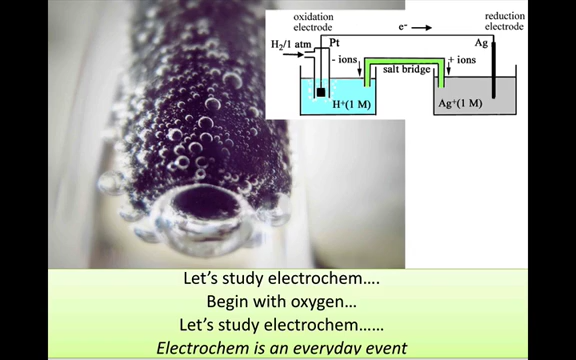 oxidation
electrode
e⁻
reduction
electrode
H₂/1 atm
Pt
Ag
- ions
+ ions
salt bridge
H⁺(1 M)
Ag⁺(1 M)
Let's study electrochem….
Begin with oxygen…
Let's study electrochem……
Electrochem is an everyday event